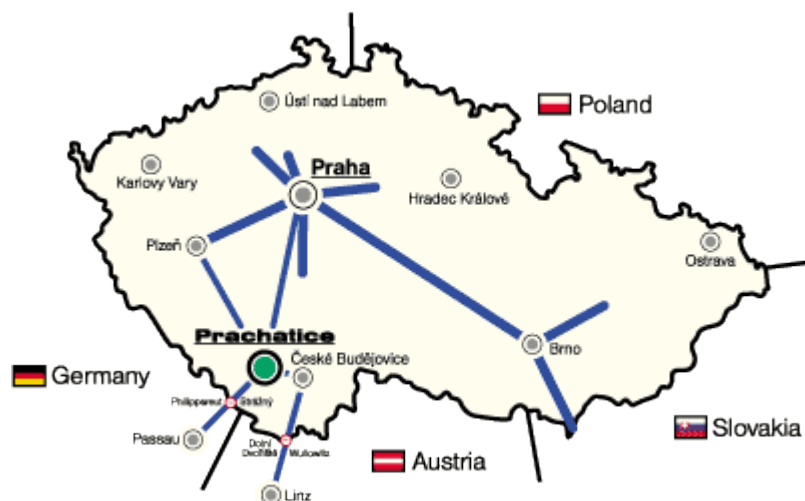 Ústí nad Labem
Poland
Praha
Karlovy Vary
Hradec Králové
Plzeň
Ostrava
Prachatice
Brno
České Budějovice
Germany
Philippsreut
Strážný
Slovakia
Passau
Dolní
Dvořiště
Wullowitz
Austria
Linz